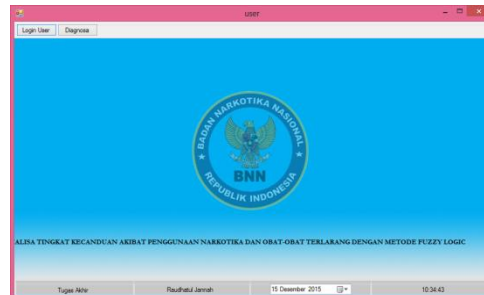 user
Login User Diagnosa
BADAN NARKOTIKA NASIONAL
BNN
REPUBLIK INDONESIA
ALISA TINGKAT KECANDUAN AKIBAT PENGGUNAAN NARKOTIKA DAN OBAT-OBAT TERLARANG DENGAN METODE FUZZY LOGIC
Tugas Akhir Raudhatul Jannah 15 Desember 2015 10:34:43